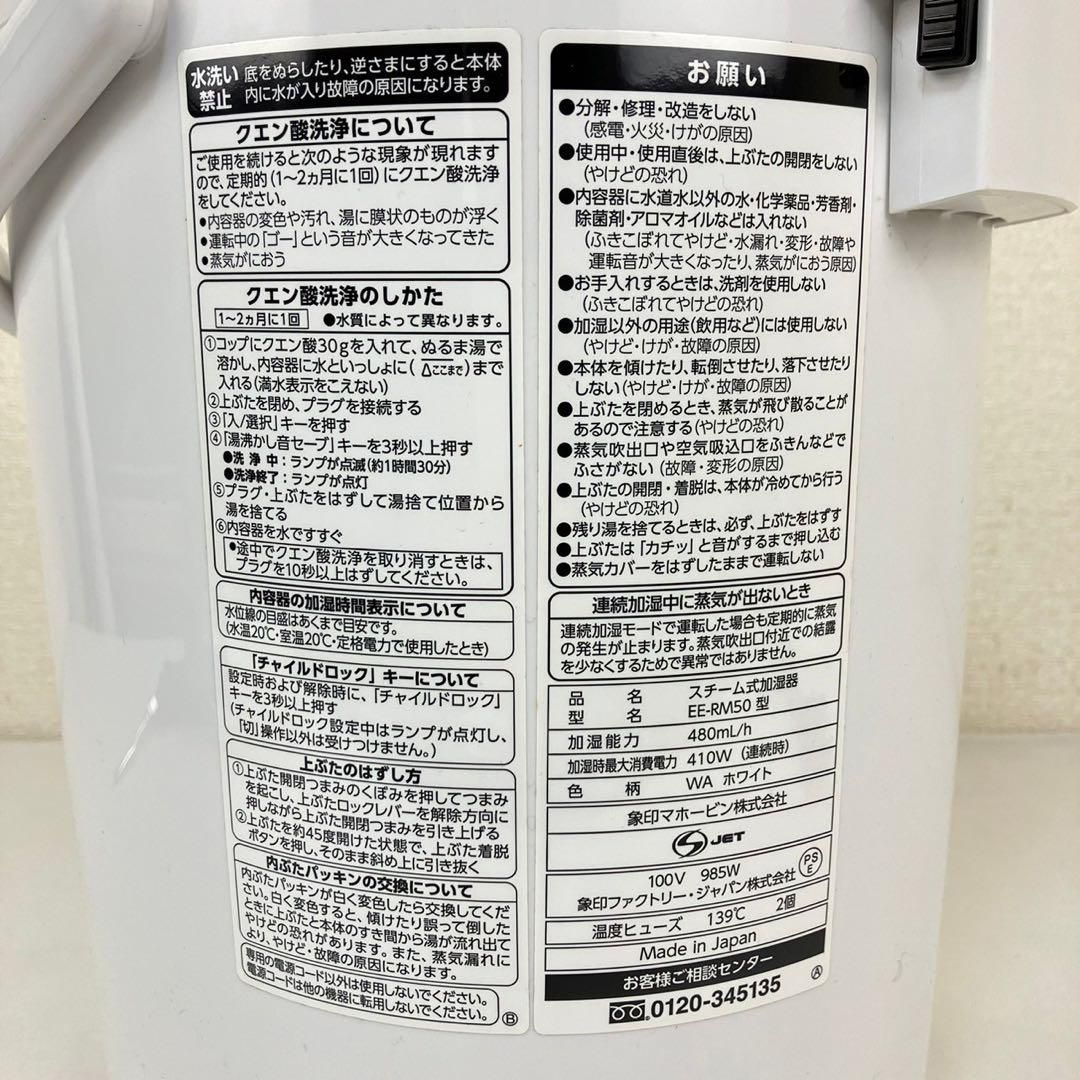 水洗い
禁止
底をぬらしたり、逆さまにすると本体
内に水が入り故障の原因になります。
クエン酸洗浄について
ご使用を続けると次のような現象が現れます
ので、定期的(1~2ヵ月に1回)にクエン酸洗浄
をしてください。
●内容器の変色や汚れ、湯に膜状のものが浮く
●運転中の「ゴー」という音が大きくなってきた
●蒸気がにおう
クエン酸洗浄のしかた
1~2ヵ月に1回 ●水質によって異なります。
①コップにクエン酸30gを入れて、ぬるま湯で
溶かし、内容器に水といっしょに(△ここまで)まで
入れる(満水表示をこえない)
②上ぶたを閉め、プラグを接続する
③「入/選択」キーを押す
④「湯沸かし音セーブ」キーを3秒以上押す
●洗浄中:ランプが点滅(約1時間30分)
●洗浄終了:ランプが点灯
⑤プラグ・上ぶたをはずして湯捨て位置から
湯を捨てる
⑥内容器を水ですすぐ
●途中でクエン酸洗浄を取り消すときは、
プラグを10秒以上はずしてください。
内容器の加湿時間表示について
水位線の目盛はあくまで目安です。
(水温20℃・室温20℃・定格電力で使用したとき)
「チャイルドロック」キーについて
設定時および解除時に、「チャイルドロック」
キーを3秒以上押す
(チャイルドロック設定中はランプが点灯し、
「切」操作以外は受けつけません。)
上ぶたのはずし方
①上ぶた開閉つまみのくぼみを押してつまみ
を起こし、上ぶたロックレバーを解除方向に
押しながら上ぶた開閉つまみを引き上げる
②上ぶたを約45度開けた状態で、上ぶた着脱
ボタンを押し、そのまま斜め上に引き抜く
内ぶたパッキンの交換について
内ぶたパッキンが白く変色したら交換してくだ
さい。白く変色すると、傾けたり誤って倒した
ときに上ぶたと本体のすき間から湯が流れ出て
やけどの恐れがあります。また、蒸気漏れに
より、やけど・故障の原因になります。
専用の電源コード以外は使用しないでください。
電源コードは他の機器に転用しないでください。
Ⓑ
お願い
●分解・修理・改造をしない
(感電・火災・けがの原因)
●使用中・使用直後は、上ぶたの開閉をしない
(やけどの恐れ)
●内容器に水道水以外の水・化学薬品・芳香剤・
除菌剤・アロマオイルなどは入れない
(ふきこぼれてやけど・水漏れ・変形・故障や
運転音が大きくなったり、蒸気がにおう原因)
●お手入れするときは、洗剤を使用しない
(ふきこぼれてやけどの恐れ)
●加湿以外の用途(飲用など)には使用しない
(やけど・けが・故障の原因)
●本体を傾けたり、転倒させたり、落下させたり
しない(やけど・けが・故障の原因)
●上ぶたを閉めるとき、蒸気が飛び散ることが
あるので注意する(やけどの恐れ)
●蒸気吹出口や空気吸込口をふきんなどで
ふさがない(故障・変形の原因)
●上ぶたの開閉・着脱は、本体が冷めてから行う
(やけどの恐れ)
●残り湯を捨てるときは、必ず、上ぶたをはずす
●上ぶたは「カチッ」と音がするまで押し込む
●蒸気カバーをはずしたままで運転しない
連続加湿中に蒸気が出ないとき
連続加湿モードで運転した場合も定期的に蒸気
の発生が止まります。蒸気吹出口付近での結露
を少なくするためで異常ではありません。
品名 スチーム式加湿器
型名 EE-RM50 型
加湿能力 480mL/h
加湿時最大消費電力 410W(連続時)
色柄 WA ホワイト
象印マホービン株式会社
S JET
100V 985W
象印ファクトリー・ジャパン株式会社
PSE
温度ヒューズ 139℃ 2個
Made in Japan
お客様ご相談センター
Ⓐ
0120-345135